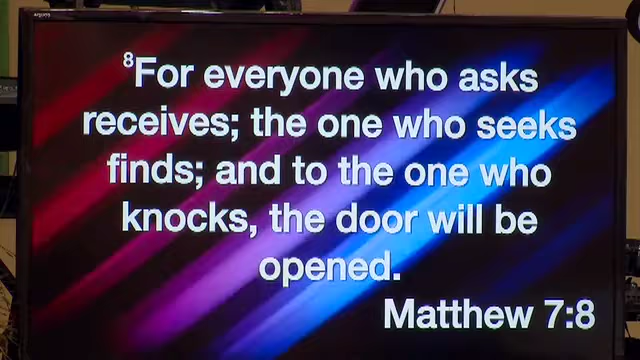 ⁸For everyone who asks
receives; the one who seeks
finds; and to the one who
knocks, the door will be
opened.
Matthew 7:8